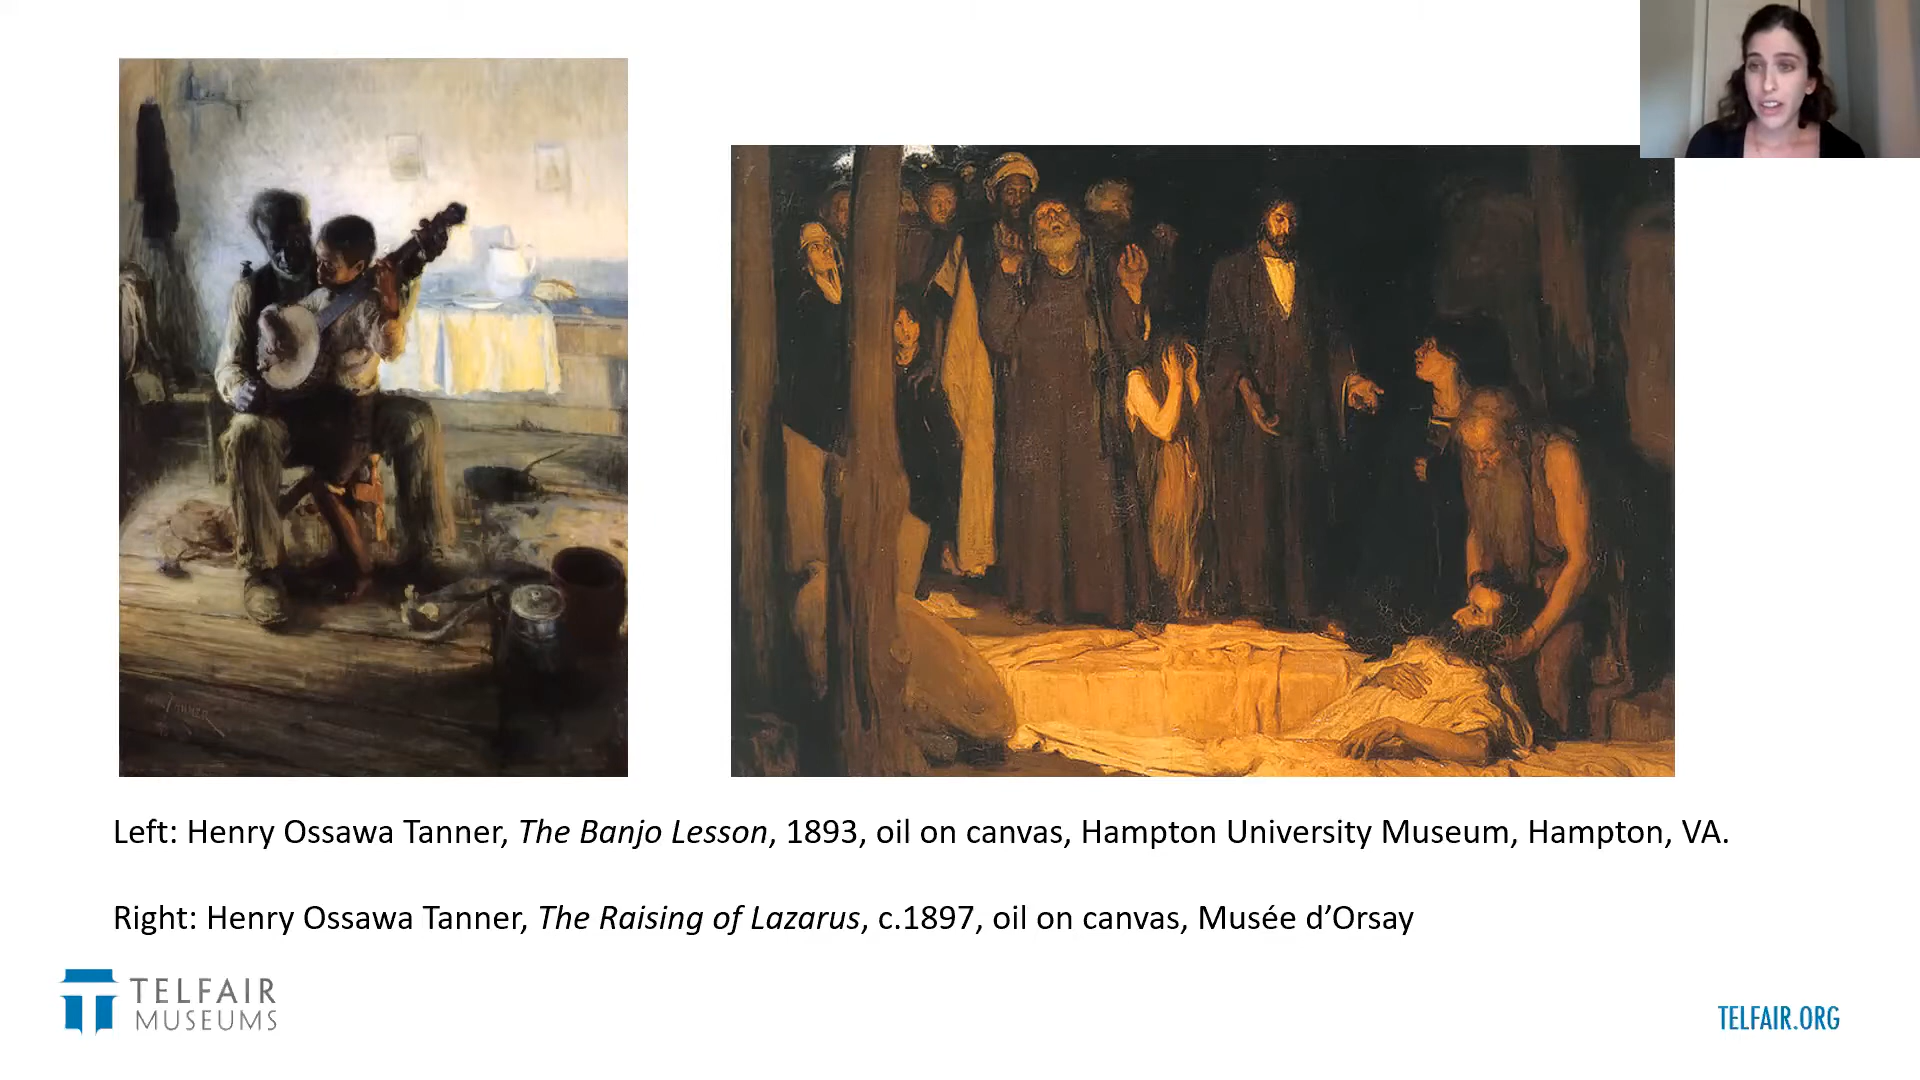 Left: Henry Ossawa Tanner, The Banjo Lesson, 1893, oil on canvas, Hampton University Museum, Hampton, VA.
Right: Henry Ossawa Tanner, The Raising of Lazarus, c.1897, oil on canvas, Musée d’Orsay
TELFAIR
MUSEUMS
TELFAIR.ORG